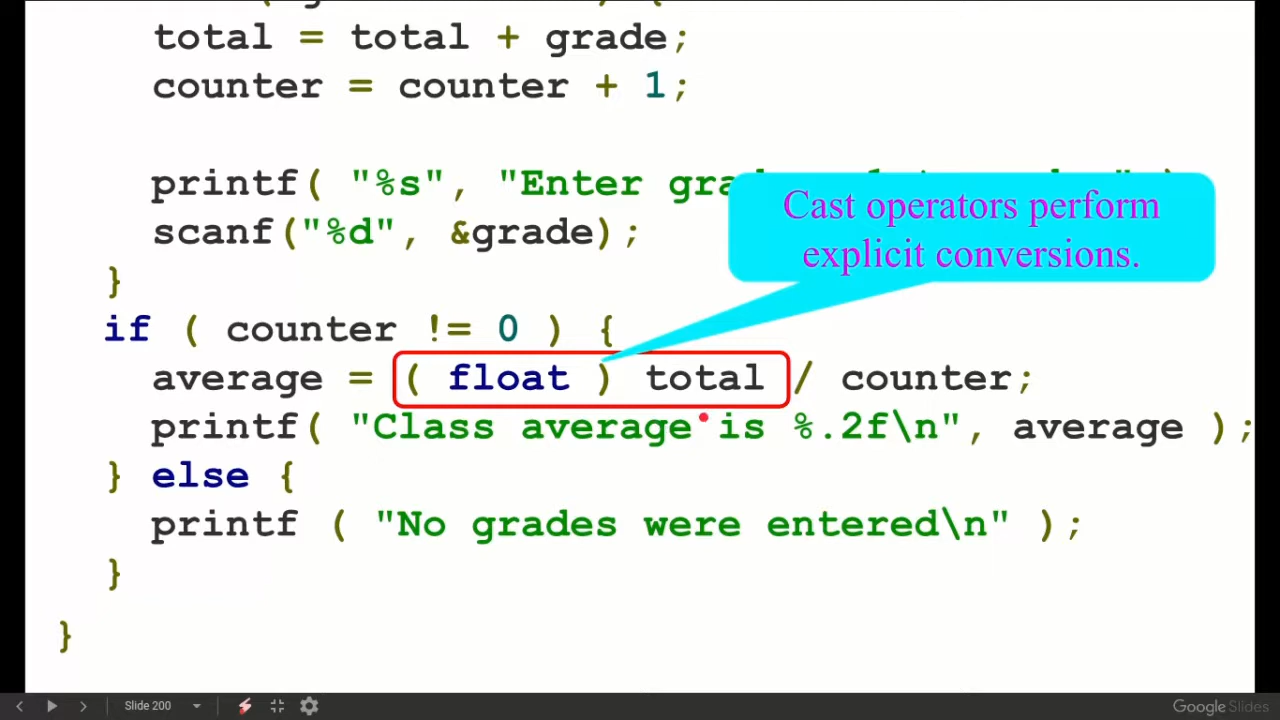 total = total + grade;
counter = counter + 1;
printf( "%s", "Enter
scanf("%d", &grade);
}
Cast operators perform
explicit conversions.
if ( counter != 0 ) {
average = ( float ) total / counter;
printf( "Class average is %.2f\n", average );
} else {
printf ( "No grades were entered\n" );
}
}
Slide 200
Google Slides